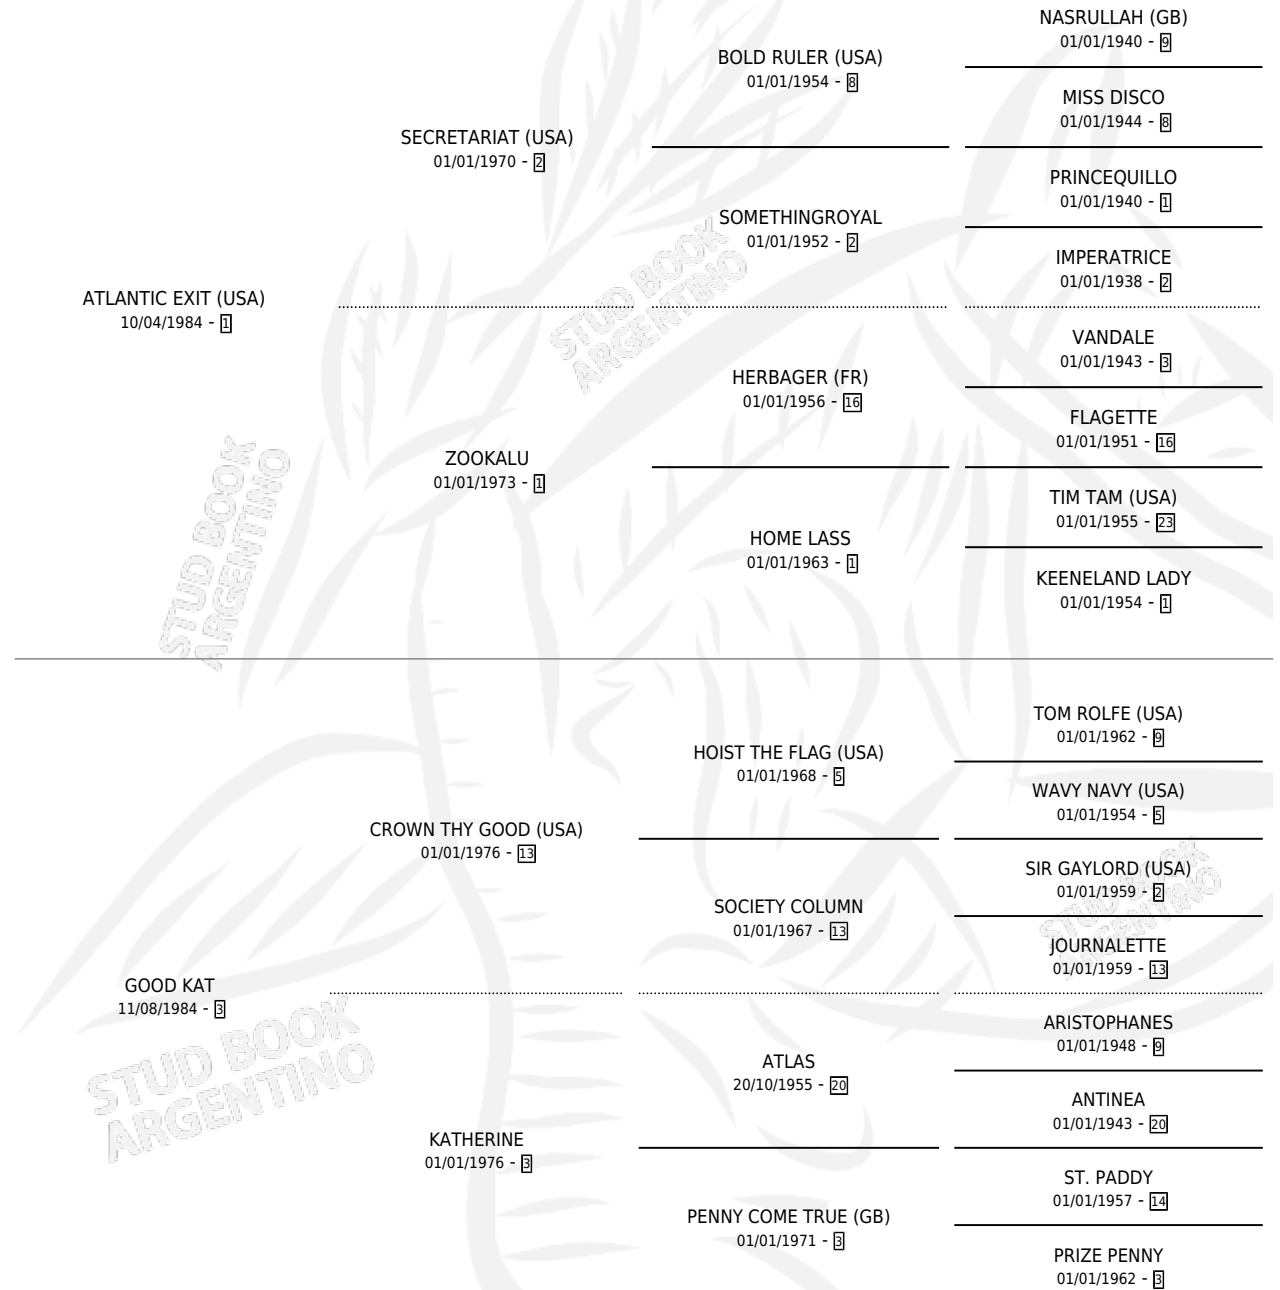 NASRULLAH (GB)
01/01/1940 - 9
BOLD RULER (USA)
01/01/1954 - 8
MISS DISCO
01/01/1944 - 8
SECRETARIAT (USA)
01/01/1970 - 2
PRINCEQUILLO
01/01/1940 - 1
SOMETHINGROYAL
01/01/1952 - 2
IMPERATRICE
01/01/1938 - 2
ATLANTIC EXIT (USA)
10/04/1984 - 1
VANDALE
01/01/1943 - 3
HERBAGER (FR)
01/01/1956 - 16
FLAGETTE
01/01/1951 - 16
ZOOKALU
01/01/1973 - 1
TIM TAM (USA)
01/01/1955 - 23
HOME LASS
01/01/1963 - 1
KEENELAND LADY
01/01/1954 - 1
TOM ROLFE (USA)
01/01/1962 - 9
HOIST THE FLAG (USA)
01/01/1968 - 5
WAVY NAVY (USA)
01/01/1954 - 5
CROWN THY GOOD (USA)
01/01/1976 - 13
SIR GAYLORD (USA)
01/01/1959 - 2
SOCIETY COLUMN
01/01/1967 - 13
JOURNALETTE
01/01/1959 - 13
GOOD KAT
11/08/1984 - 3
ARISTOPHANES
01/01/1948 - 9
ATLAS
20/10/1955 - 20
ANTINEA
01/01/1943 - 20
KATHERINE
01/01/1976 - 3
ST. PADDY
01/01/1957 - 14
PENNY COME TRUE (GB)
01/01/1971 - 3
PRIZE PENNY
01/01/1962 - 3
STUD BOOK
ARGENTINO
STUD BOOK
ARGENTINO
STUD BOOK
ARGENTINO
STUD BOOK
ARGENTINO